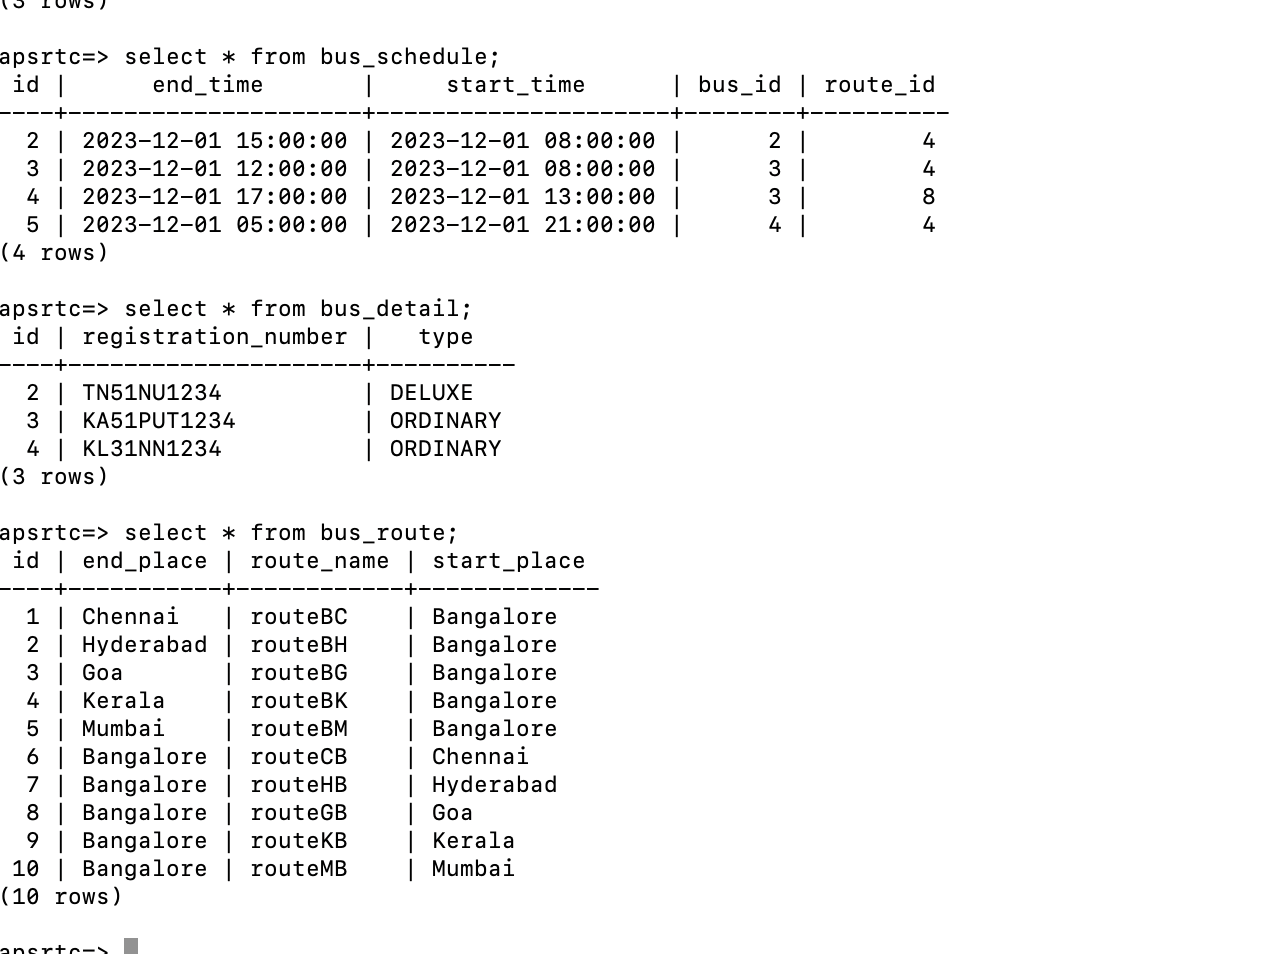 (3 rows)
apsrtc=> select * from bus_schedule;
 id |      end_time       |     start_time      | bus_id | route_id
----+---------------------+---------------------+--------+----------
  2 | 2023-12-01 15:00:00 | 2023-12-01 08:00:00 |      2 |        4
  3 | 2023-12-01 12:00:00 | 2023-12-01 08:00:00 |      3 |        4
  4 | 2023-12-01 17:00:00 | 2023-12-01 13:00:00 |      3 |        8
  5 | 2023-12-01 05:00:00 | 2023-12-01 21:00:00 |      4 |        4
(4 rows)
apsrtc=> select * from bus_detail;
 id | registration_number |   type
----+---------------------+----------
  2 | TN51NU1234          | DELUXE
  3 | KA51PUT1234         | ORDINARY
  4 | KL31NN1234          | ORDINARY
(3 rows)
apsrtc=> select * from bus_route;
 id | end_place | route_name | start_place
----+-----------+------------+-------------
  1 | Chennai   | routeBC    | Bangalore
  2 | Hyderabad | routeBH    | Bangalore
  3 | Goa       | routeBG    | Bangalore
  4 | Kerala    | routeBK    | Bangalore
  5 | Mumbai    | routeBM    | Bangalore
  6 | Bangalore | routeCB    | Chennai
  7 | Bangalore | routeHB    | Hyderabad
  8 | Bangalore | routeGB    | Goa
  9 | Bangalore | routeKB    | Kerala
 10 | Bangalore | routeMB    | Mumbai
(10 rows)
apsrtc=>